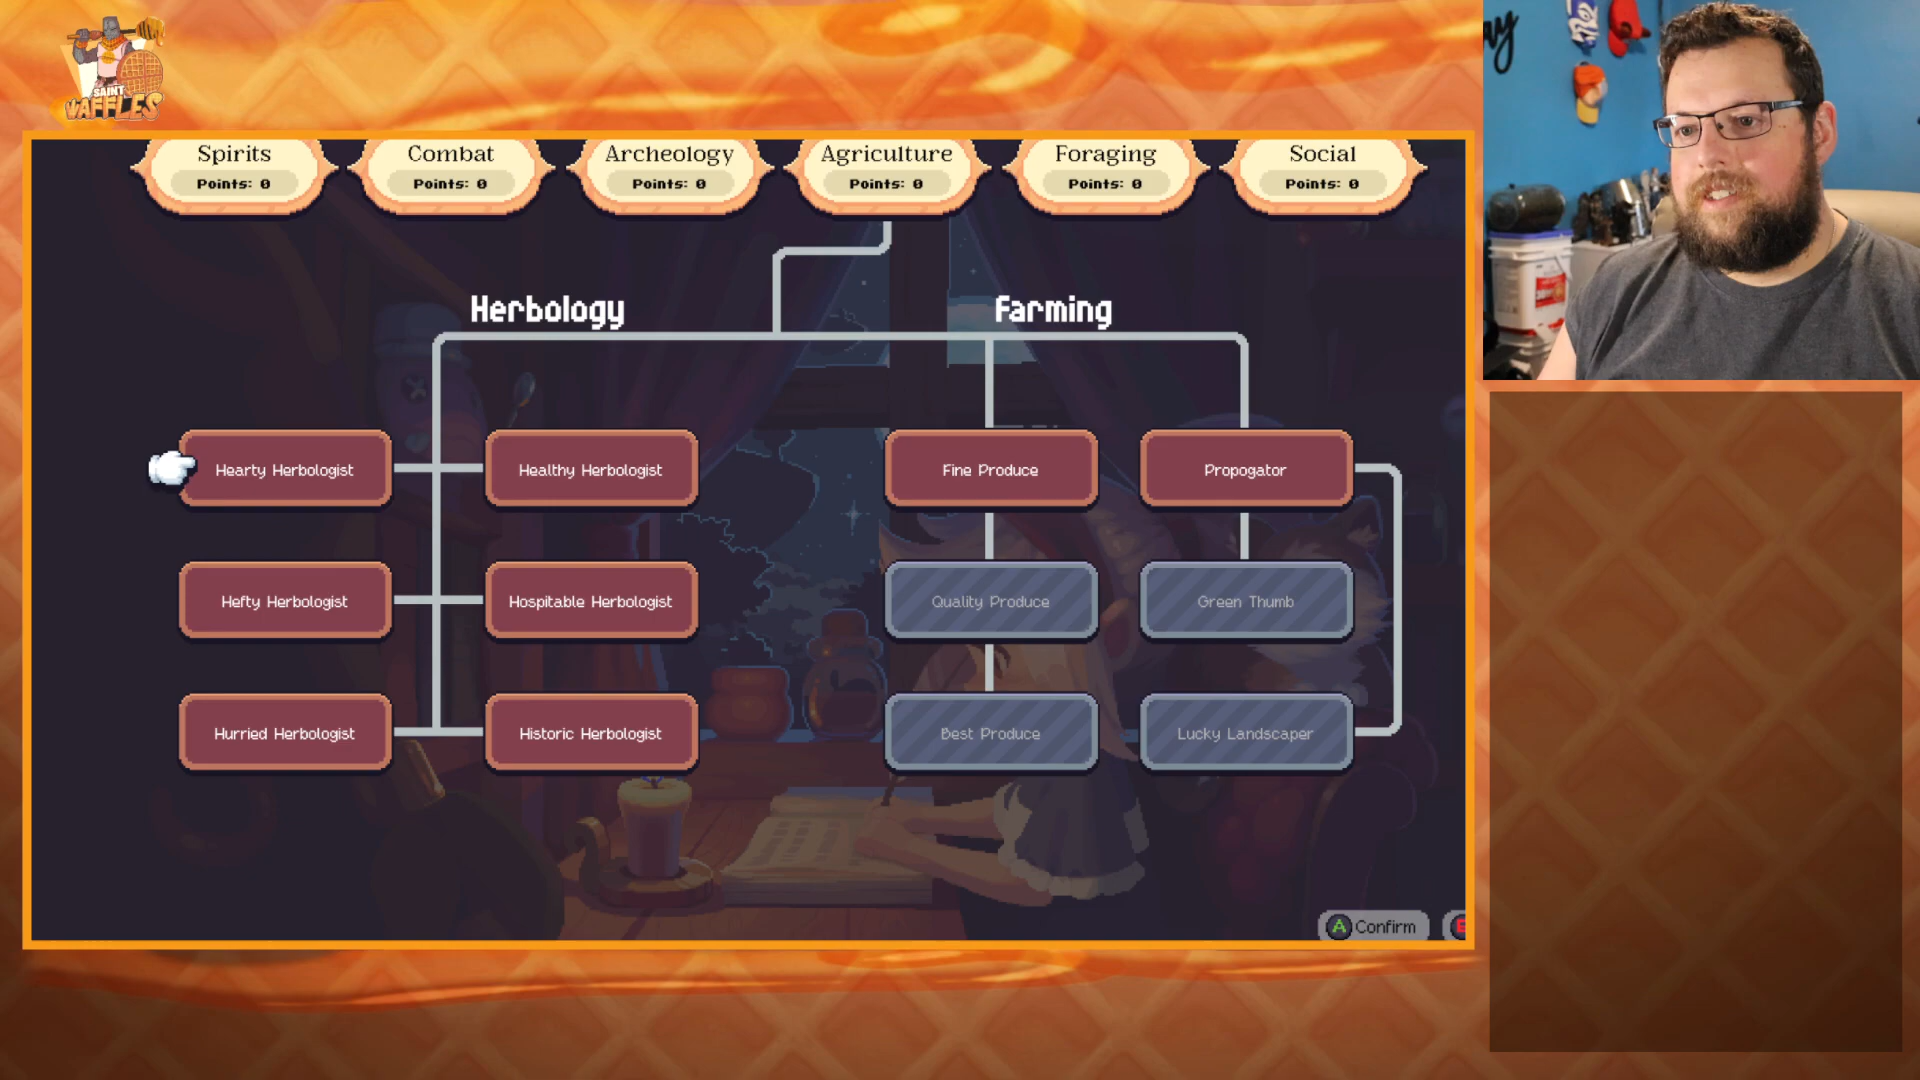 SAINT
WAFFLES
Spirits
Points: 0
Combat
Points: 0
Archeology
Points: 0
Agriculture
Points: 0
Foraging
Points: 0
Social
Points: 0
Herbology
Farming
Hearty Herbologist
Healthy Herbologist
Fine Produce
Propogator
Hefty Herbologist
Hospitable Herbologist
Quality Produce
Green Thumb
Hurried Herbologist
Historic Herbologist
Best Produce
Lucky Landscaper
A Confirm